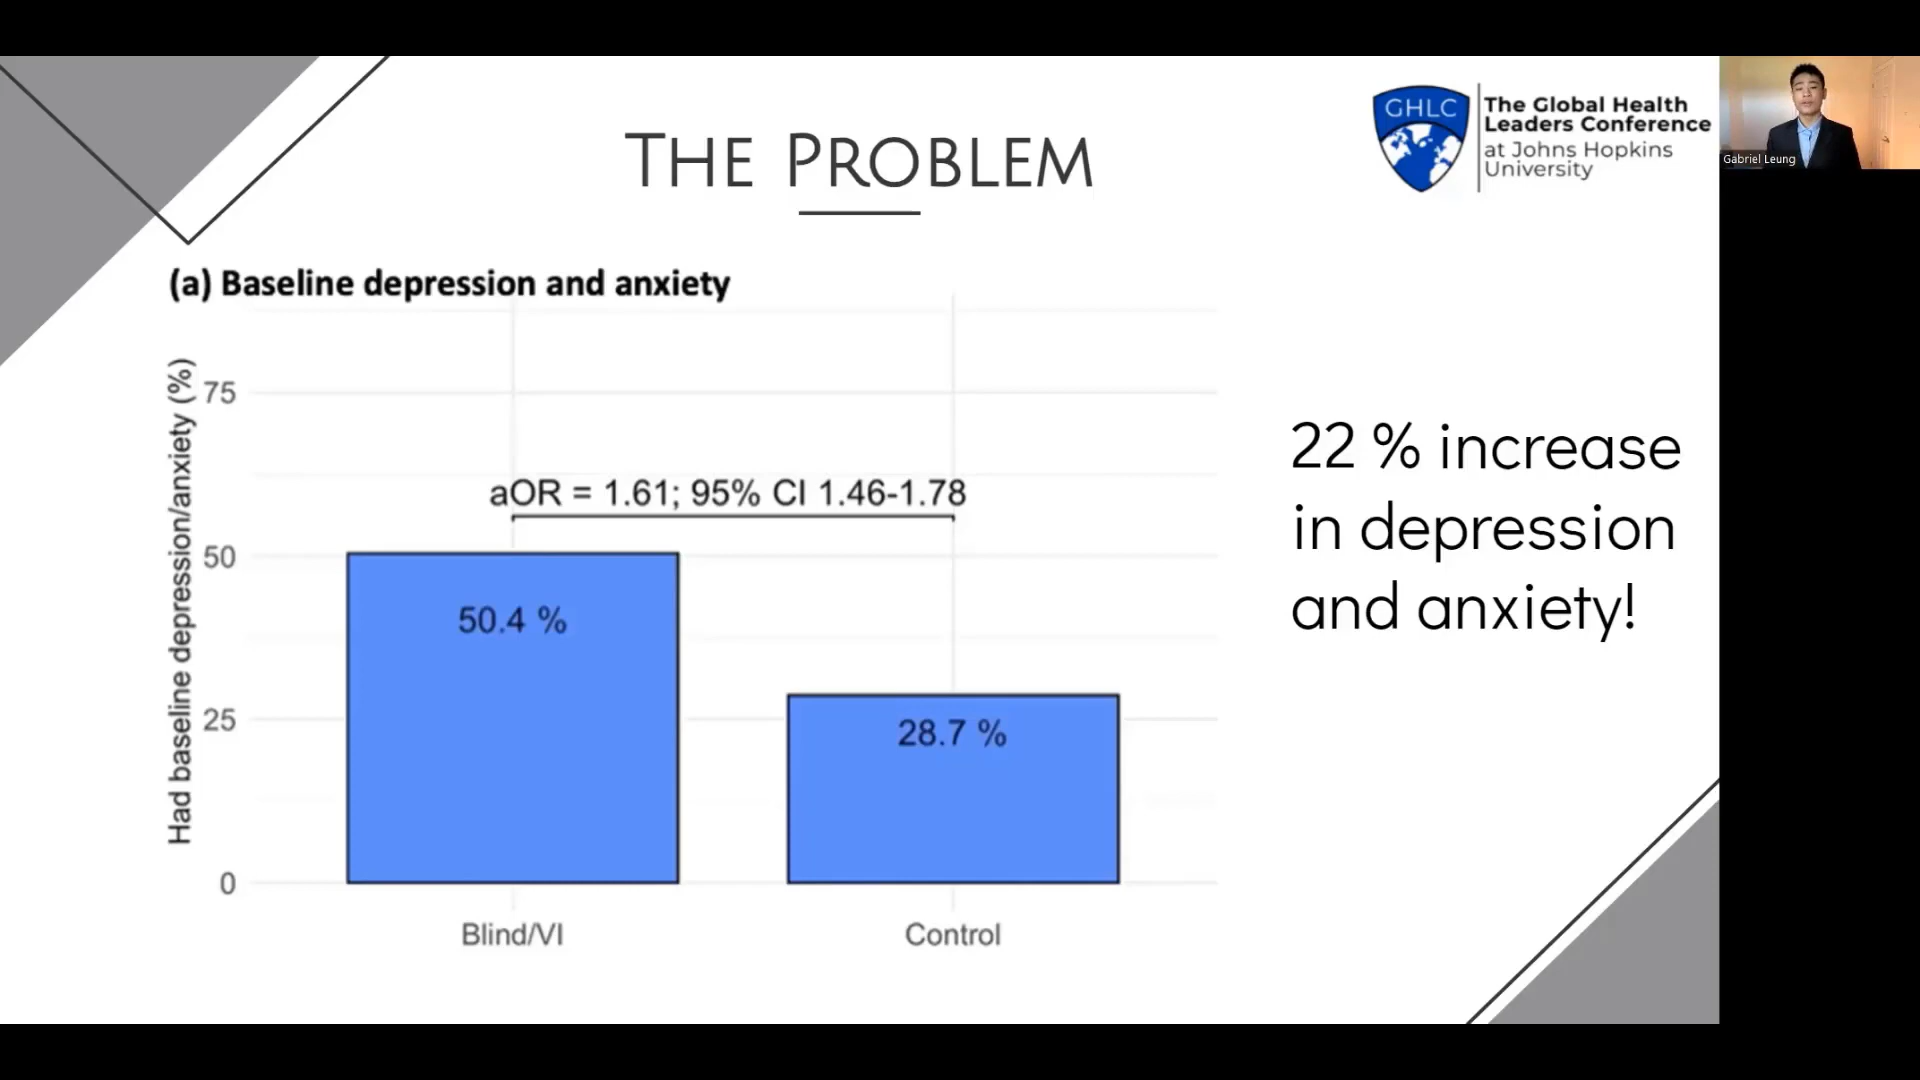 THE PROBLEM
GHLC
The Global Health
Leaders Conference
at Johns Hopkins
University
Gabriel Leung
(a) Baseline depression and anxiety
Had baseline depression/anxiety (%)
75
50
25
0
aOR = 1.61; 95% CI 1.46-1.78
50.4 %
28.7 %
Blind/VI
Control
22 % increase
in depression
and anxiety!